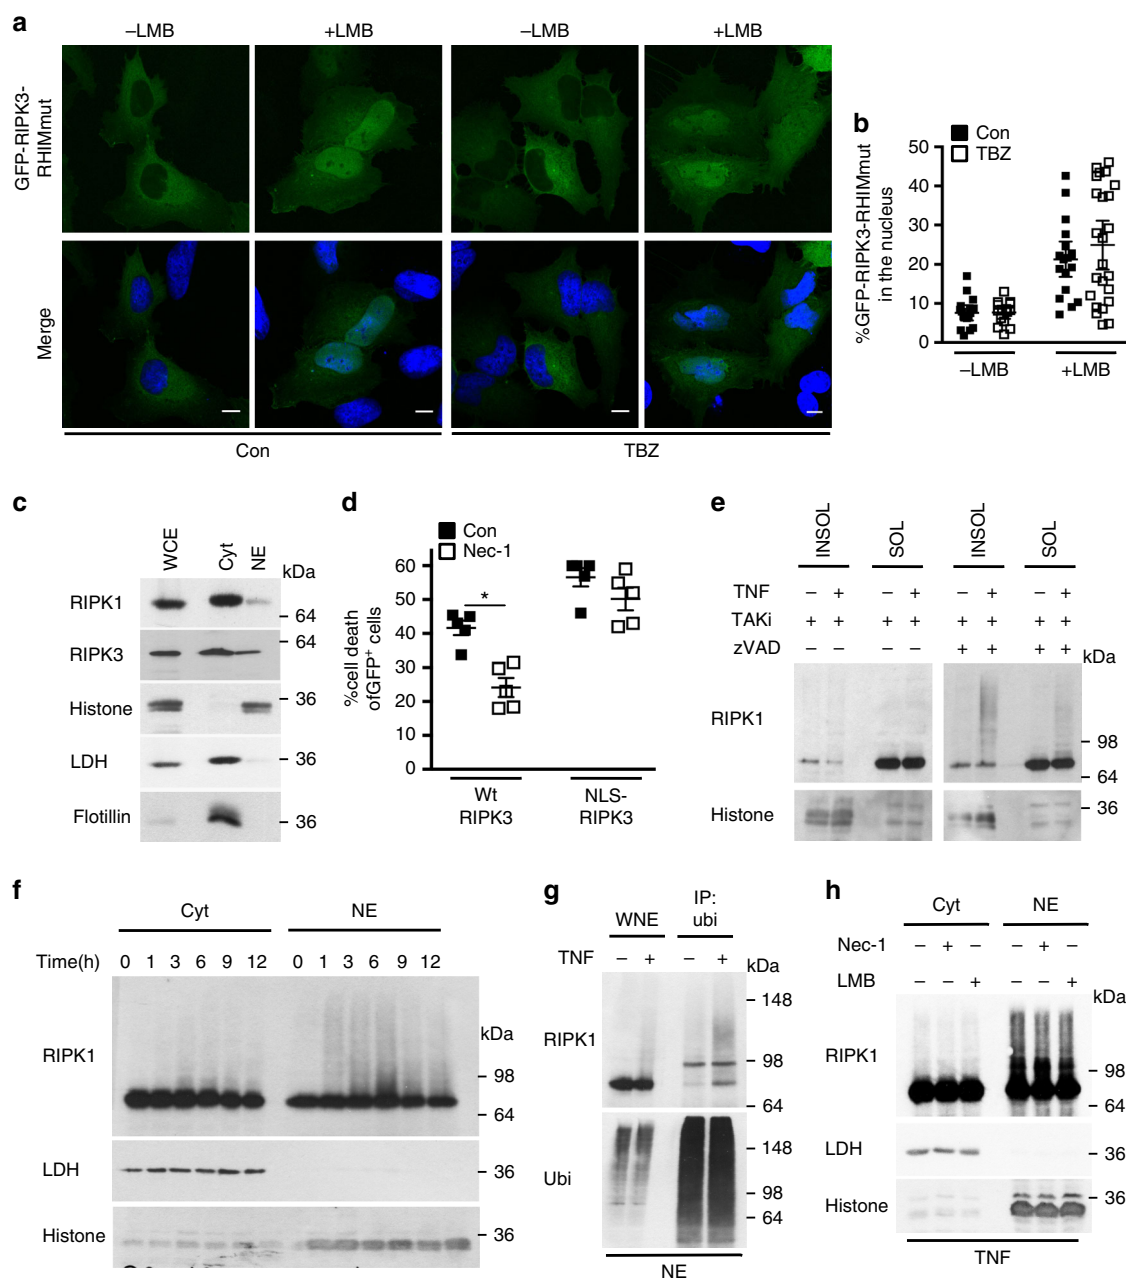 a
–LMB +LMB –LMB +LMB
GFP-RIPK3-
RHIMmut
Merge
Con TBZ
b
Con
TBZ
%GFP-RIPK3-RHIMmut
in the nucleus
50
40
30
20
10
0
–LMB +LMB
c
WCE Cyt NE
kDa
RIPK1
64
RIPK3
64
Histone
36
LDH
36
Flotillin
36
d
Con
Nec-1
%cell death
ofGFP+ cells
60
50
40
30
20
10
0
*
Wt
RIPK3
NLS-
RIPK3
e
INSOL SOL INSOL SOL
TNF – + – + – + – +
TAKi + + + + + + + +
zVAD – – – – + + + +
kDa
RIPK1
98
64
Histone
36
f
Cyt NE
Time(h) 0 1 3 6 9 12 0 1 3 6 9 12
kDa
RIPK1
98
64
LDH
36
Histone
36
g
WNE IP:
ubi
TNF – + – +
kDa
RIPK1
148
98
64
Ubi
148
98
64
NE
h
Cyt NE
Nec-1 – + – – + –
LMB – – + – – +
kDa
RIPK1
98
64
LDH
36
Histone
36
TNF